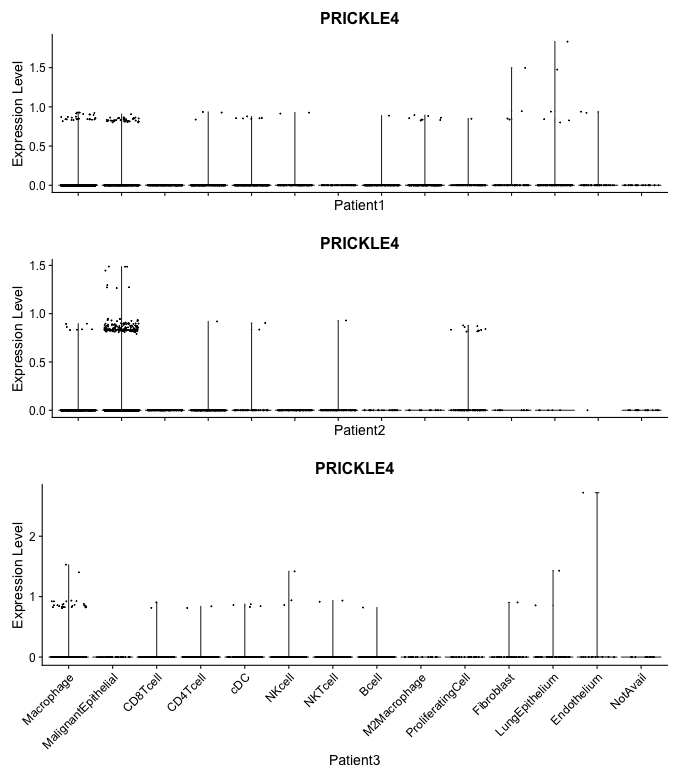 PRICKLE4
Expression Level
1.5
1.0
0.5
0.0
Patient1
PRICKLE4
Expression Level
1.5
1.0
0.5
0.0
Patient2
PRICKLE4
Expression Level
2
1
0
Macrophage
MalignantEpithelial
CD8Tcell
CD4Tcell
cDC
NKcell
NKTcell
Bcell
M2Macrophage
ProliferatingCell
Fibroblast
LungEpithelium
Endothelium
NotAvail
Patient3